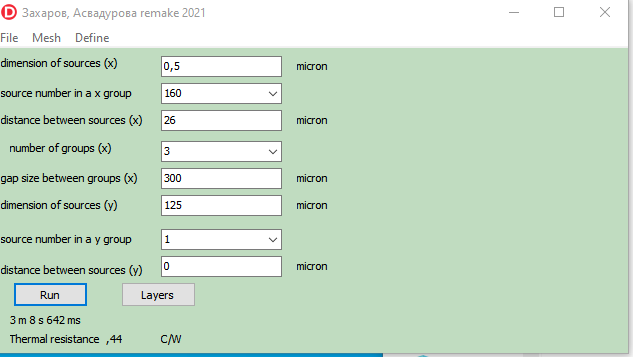 D Захаров, Асвадурова remake 2021
File Mesh Define
dimension of sources (x) 0,5 micron
source number in a x group 160
distance between sources (x) 26 micron
number of groups (x) 3
gap size between groups (x) 300 micron
dimension of sources (y) 125 micron
source number in a y group 1
distance between sources (y) 0 micron
Run Layers
3 m 8 s 642 ms
Thermal resistance ,44 C/W